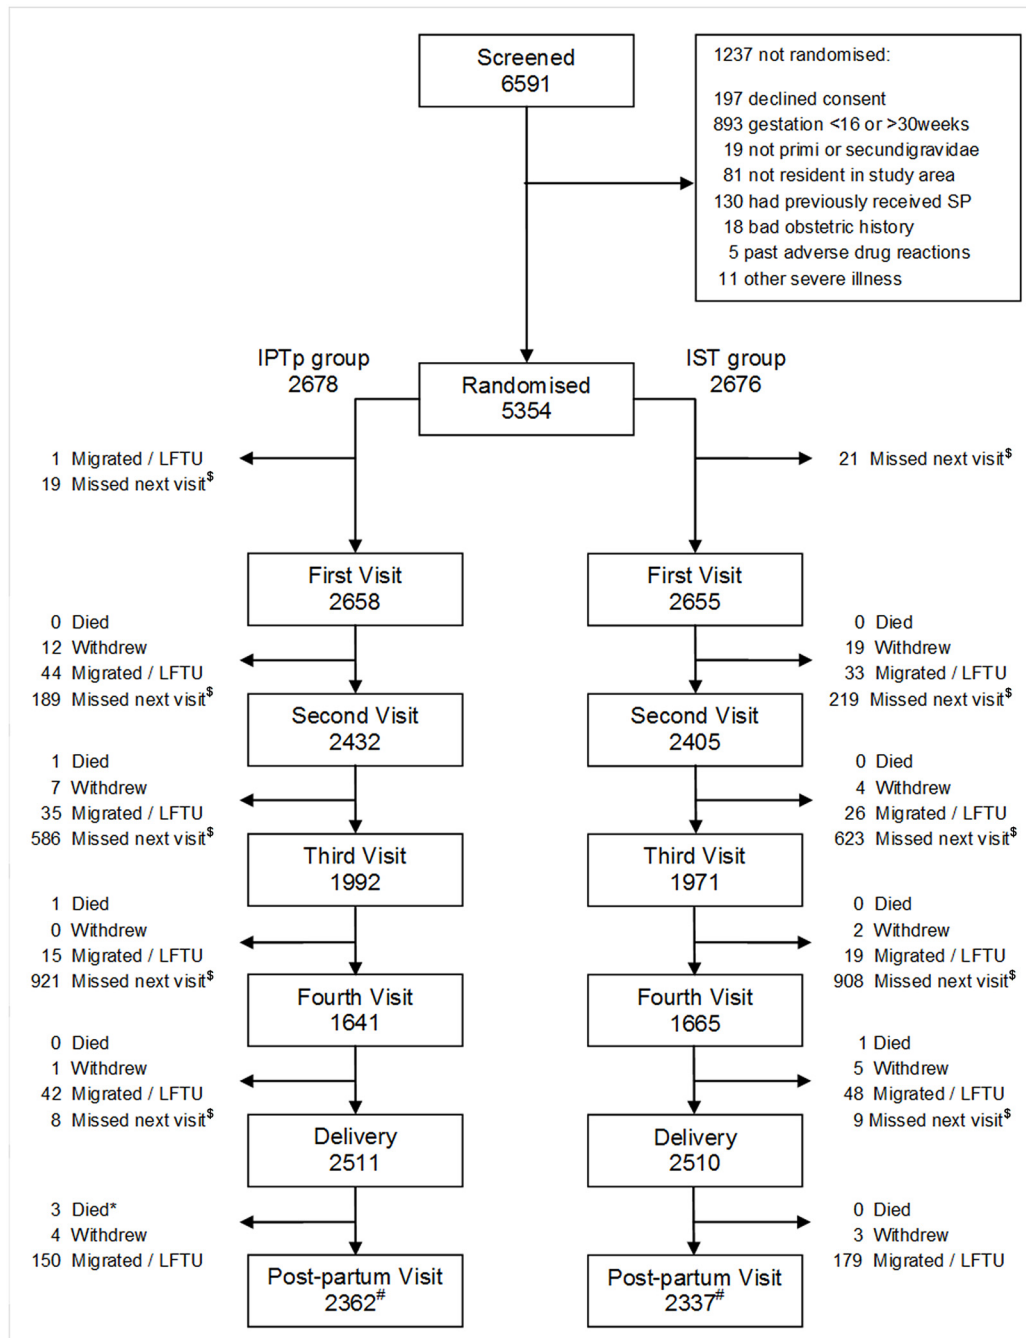 Screened
6591
1237 not randomised:
197 declined consent
893 gestation <16 or >30weeks
19 not primi or secundigravidae
81 not resident in study area
130 had previously received SP
18 bad obstetric history
5 past adverse drug reactions
11 other severe illness
IPTp group
2678
Randomised
5354
IST group
2676
1 Migrated / LFTU
19 Missed next visit$
21 Missed next visit$
First Visit
2658
First Visit
2655
0 Died
12 Withdrew
44 Migrated / LFTU
189 Missed next visit$
0 Died
19 Withdrew
33 Migrated / LFTU
219 Missed next visit$
Second Visit
2432
Second Visit
2405
1 Died
7 Withdrew
35 Migrated / LFTU
586 Missed next visit$
0 Died
4 Withdrew
26 Migrated / LFTU
623 Missed next visit$
Third Visit
1992
Third Visit
1971
1 Died
0 Withdrew
15 Migrated / LFTU
921 Missed next visit$
0 Died
2 Withdrew
19 Migrated / LFTU
908 Missed next visit$
Fourth Visit
1641
Fourth Visit
1665
0 Died
1 Withdrew
42 Migrated / LFTU
8 Missed next visit$
1 Died
5 Withdrew
48 Migrated / LFTU
9 Missed next visit$
Delivery
2511
Delivery
2510
3 Died*
4 Withdrew
150 Migrated / LFTU
0 Died
3 Withdrew
179 Migrated / LFTU
Post-partum Visit
2362#
Post-partum Visit
2337#